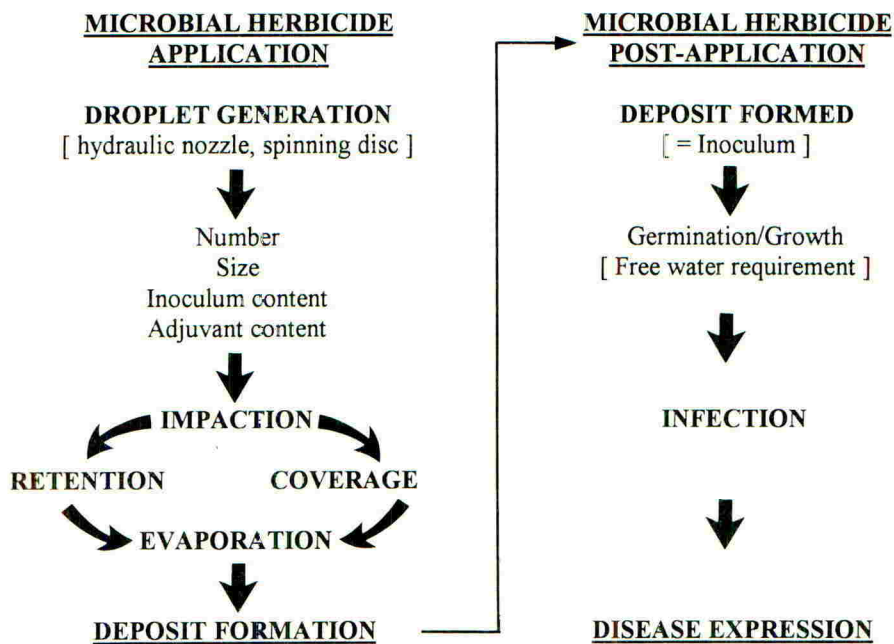 MICROBIAL HERBICIDE
APPLICATION
DROPLET GENERATION
[ hydraulic nozzle, spinning disc ]
Number
Size
Inoculum content
Adjuvant content
IMPACTION
RETENTION
COVERAGE
EVAPORATION
DEPOSIT FORMATION
MICROBIAL HERBICIDE
POST-APPLICATION
DEPOSIT FORMED
[ = Inoculum ]
Germination/Growth
[ Free water requirement ]
INFECTION
DISEASE EXPRESSION